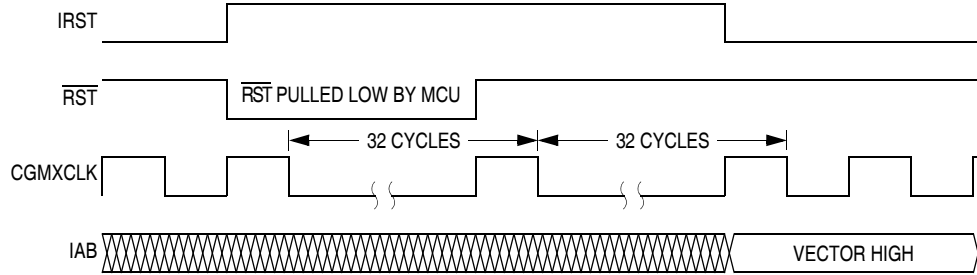 IRST
RST
RST PULLED LOW BY MCU
32 CYCLES
32 CYCLES
CGMXCLK
IAB
VECTOR HIGH